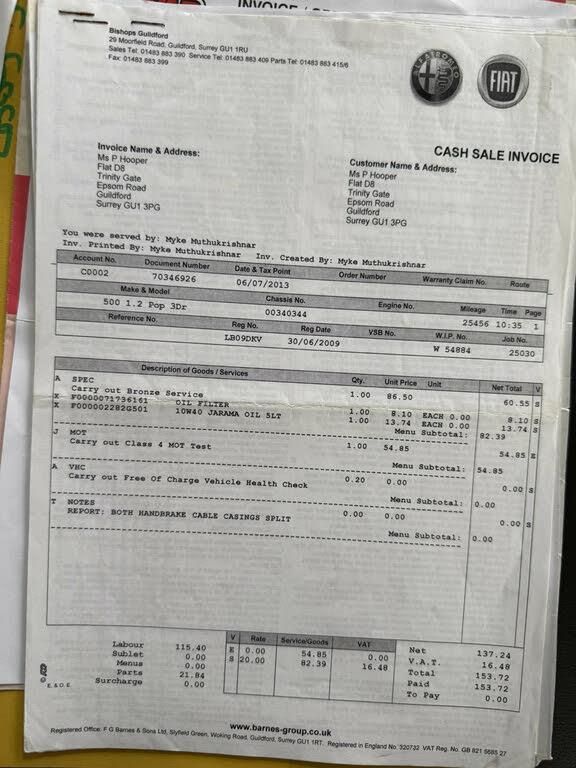 INVOICE / CR
Bishops Guildford
29 Moorfield Road, Guildford, Surrey GU1 1RU
Sales Tel: 01483 883 390 Service Tel: 01483 883 409 Parts Tel: 01483 883 415/6
Fax: 01483 883 399
ALFA ROMEO
FIAT
CASH SALE INVOICE
Invoice Name & Address:
Ms P Hooper
Flat D8
Trinity Gate
Epsom Road
Guildford
Surrey GU1 3PG
Customer Name & Address:
Ms P Hooper
Flat D8
Trinity Gate
Epsom Road
Guildford
Surrey GU1 3PG
You were served by: Myke Muthukrishnar
Inv. Printed By: Myke Muthukrishnar Inv. Created By: Myke Muthukrishnar
Account No. Document Number Date & Tax Point Order Number Warranty Claim No. Route
C0002 70346926 06/07/2013
Make & Model Chassis No. Engine No. Mileage Time Page
500 1.2 Pop 3Dr 00340344 25456 10:35 1
Reference No. Reg No. Reg Date VSB No. W.I.P. No. Job No.
LB09DKV 30/06/2009 W 54884 25030
Description of Goods / Services Qty. Unit Price Unit Net Total V
A SPEC
Carry out Bronze Service 1.00 86.50 60.55 S
X F0000071736161 OIL FILTER 1.00 8.10 EACH 0.00 8.10 S
X F000002282G501 10W40 JARAMA OIL 5LT 1.00 13.74 EACH 0.00 13.74 S
Menu Subtotal: 82.39
J MOT
Carry out Class 4 MOT Test 1.00 54.85 54.85 E
Menu Subtotal: 54.85
A VHC
Carry out Free Of Charge Vehicle Health Check 0.20 0.00 0.00 S
Menu Subtotal: 0.00
T NOTES
REPORT: BOTH HANDBRAKE CABLE CASINGS SPLIT 0.00 0.00 0.00 S
Menu Subtotal: 0.00
Labour 115.40
Sublet 0.00
Menus 0.00
Parts 21.84
Surcharge 0.00
E.&O.E.
V Rate Service/Goods VAT
E 0.00 54.85 0.00
S 20.00 82.39 16.48
Net 137.24
V.A.T. 16.48
Total 153.72
Paid 153.72
To Pay 0.00
www.barnes-group.co.uk
Registered Office: F G Barnes & Sons Ltd, Slyfield Green, Woking Road, Guildford, Surrey GU1 1RT. Registered in England No. 320732 VAT Reg. No. GB 821 5685 27